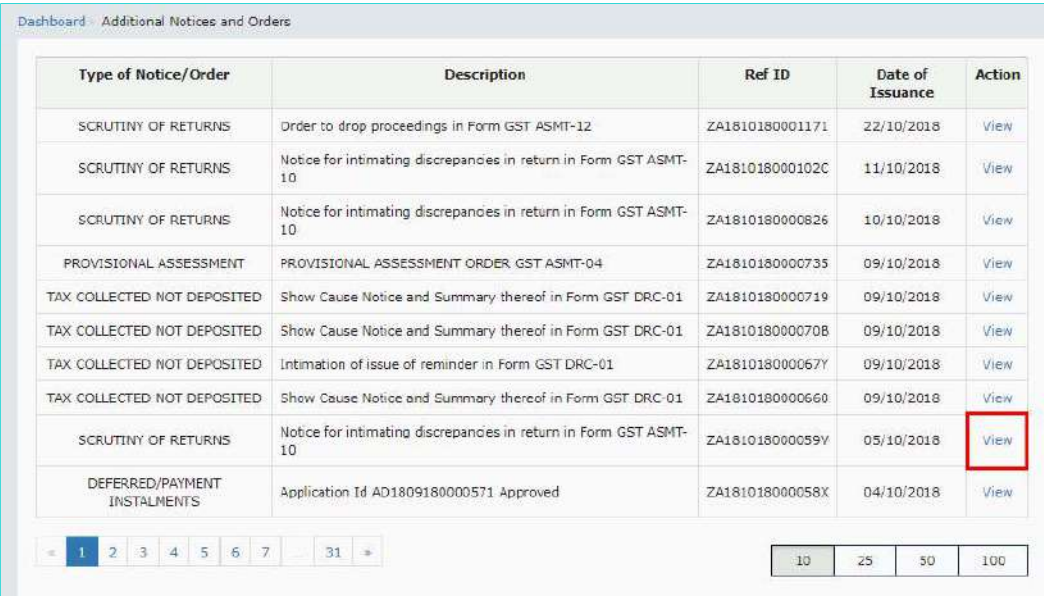 Dashboard › Additional Notices and Orders
Type of Notice/Order Description Ref ID Date of Issuance Action
SCRUTINY OF RETURNS Order to drop proceedings in Form GST ASMT-12 ZA1810180001171 22/10/2018 View
SCRUTINY OF RETURNS Notice for intimating discrepancies in return in Form GST ASMT-
10 ZA181018000102C 11/10/2018 View
SCRUTINY OF RETURNS Notice for intimating discrepancies in return in Form GST ASMT-
10 ZA1810180000826 10/10/2018 View
PROVISIONAL ASSESSMENT PROVISIONAL ASSESSMENT ORDER GST ASMT-04 ZA1810180000735 09/10/2018 View
TAX COLLECTED NOT DEPOSITED Show Cause Notice and Summary thereof in Form GST DRC-01 ZA1810180000719 09/10/2018 View
TAX COLLECTED NOT DEPOSITED Show Cause Notice and Summary thereof in Form GST DRC-01 ZA181018000070B 09/10/2018 View
TAX COLLECTED NOT DEPOSITED Intimation of issue of reminder in Form GST DRC-01 ZA181018000067Y 09/10/2018 View
TAX COLLECTED NOT DEPOSITED Show Cause Notice and Summary thereof in Form GST DRC-01 ZA1810180000660 09/10/2018 View
SCRUTINY OF RETURNS Notice for intimating discrepancies in return in Form GST ASMT-
10 ZA181018000059V 05/10/2018 View
DEFERRED/PAYMENT
INSTALMENTS Application Id AD1809180000571 Approved ZA181018000058X 04/10/2018 View
« 1 2 3 4 5 6 7 ... 31 »
10 25 50 100